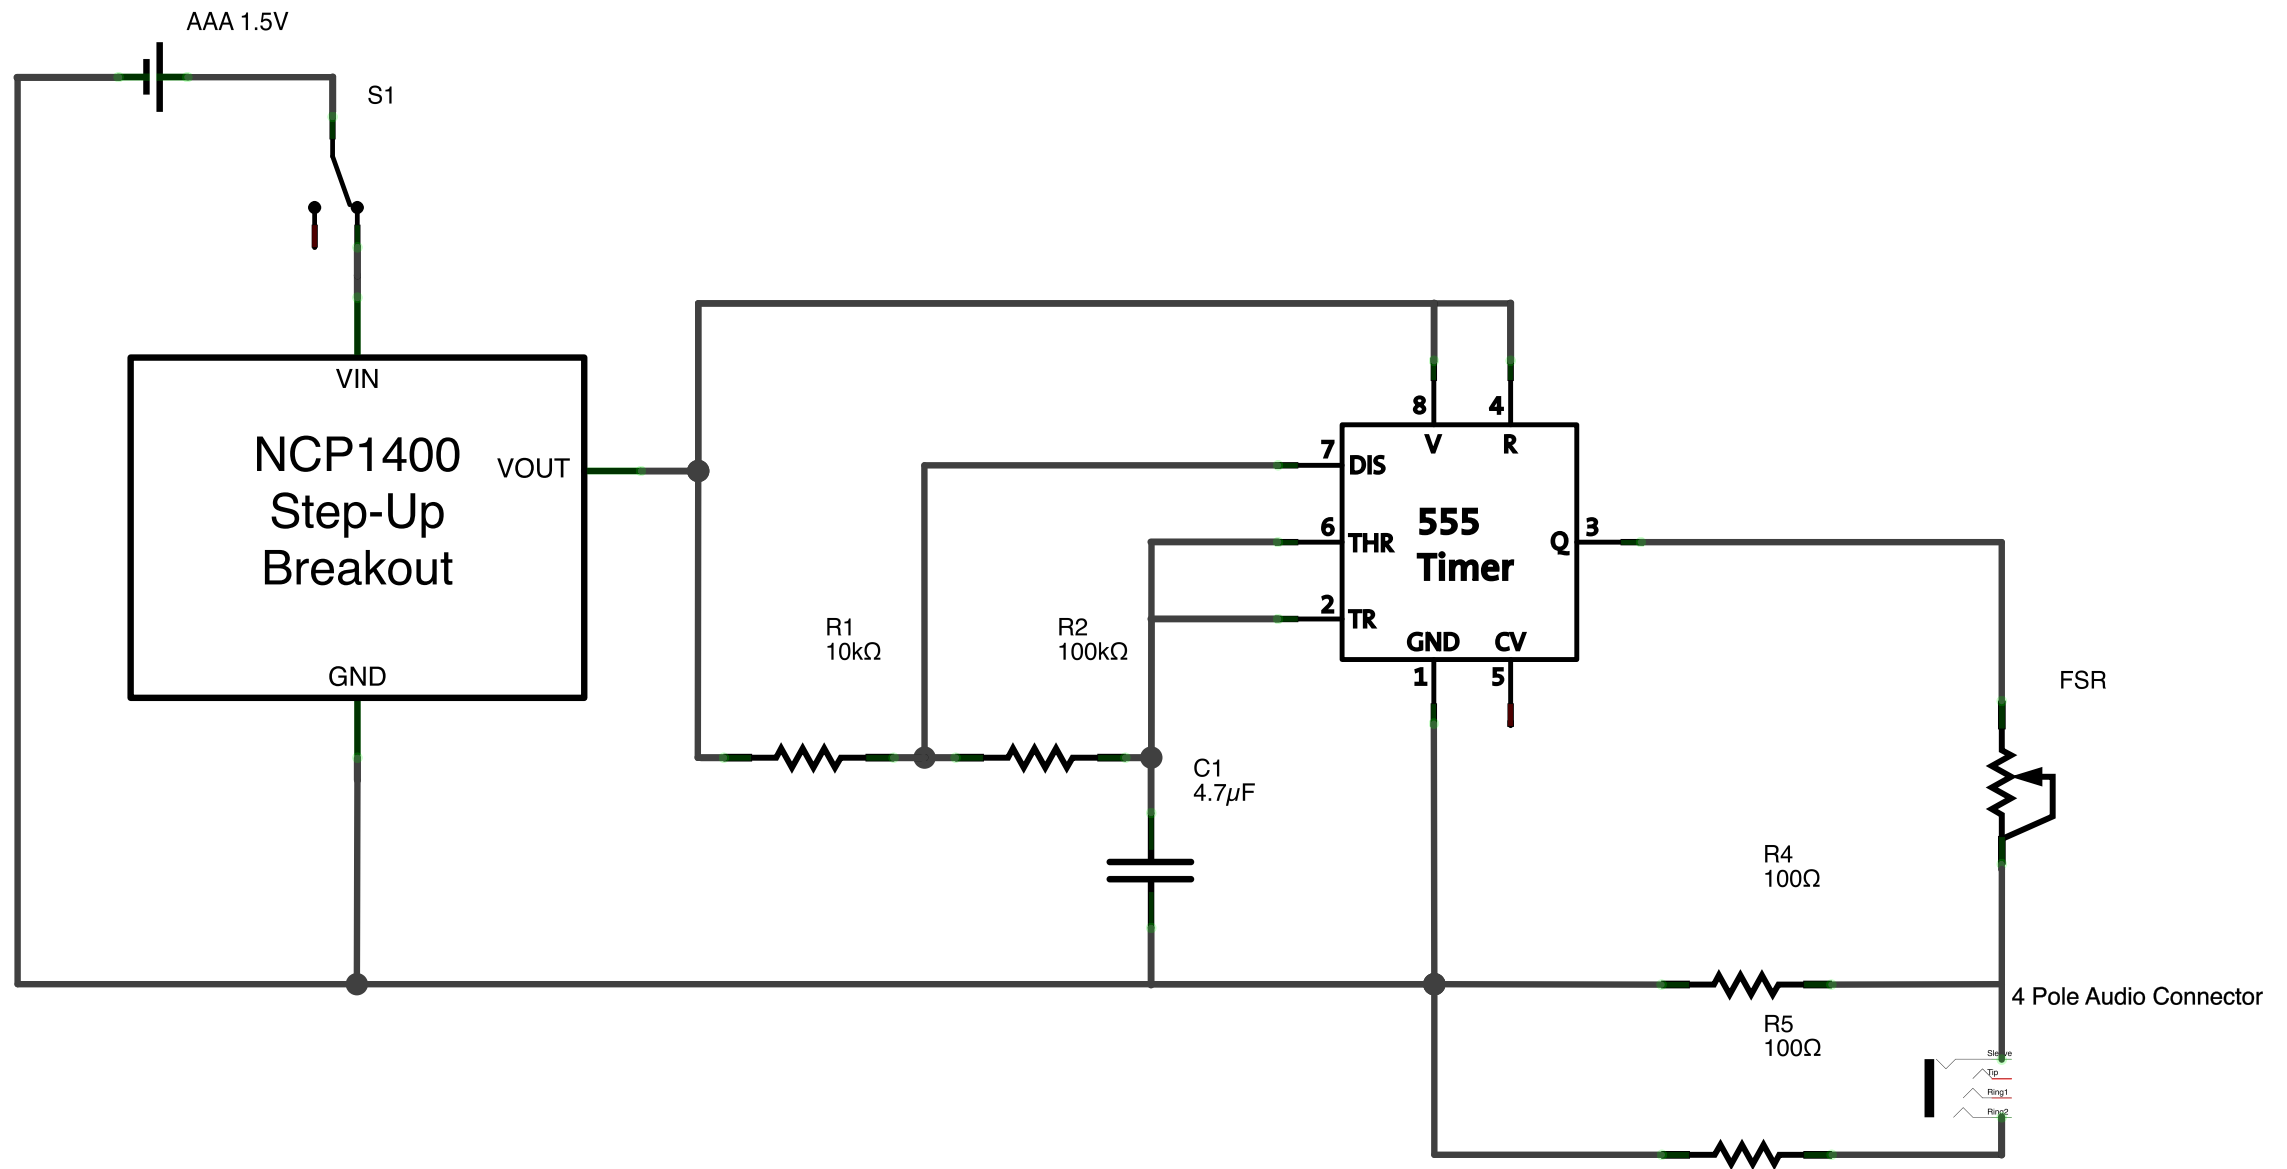 AAA 1.5V
S1
VIN
NCP1400
Step-Up
Breakout
VOUT
GND
R1
10kΩ
R2
100kΩ
C1
4.7µF
8
4
V
R
7
DIS
6
THR
2
TR
555
Timer
Q
3
GND
CV
1
5
FSR
R4
100Ω
R5
100Ω
4 Pole Audio Connector
Sleeve
Tip
Ring1
Ring2